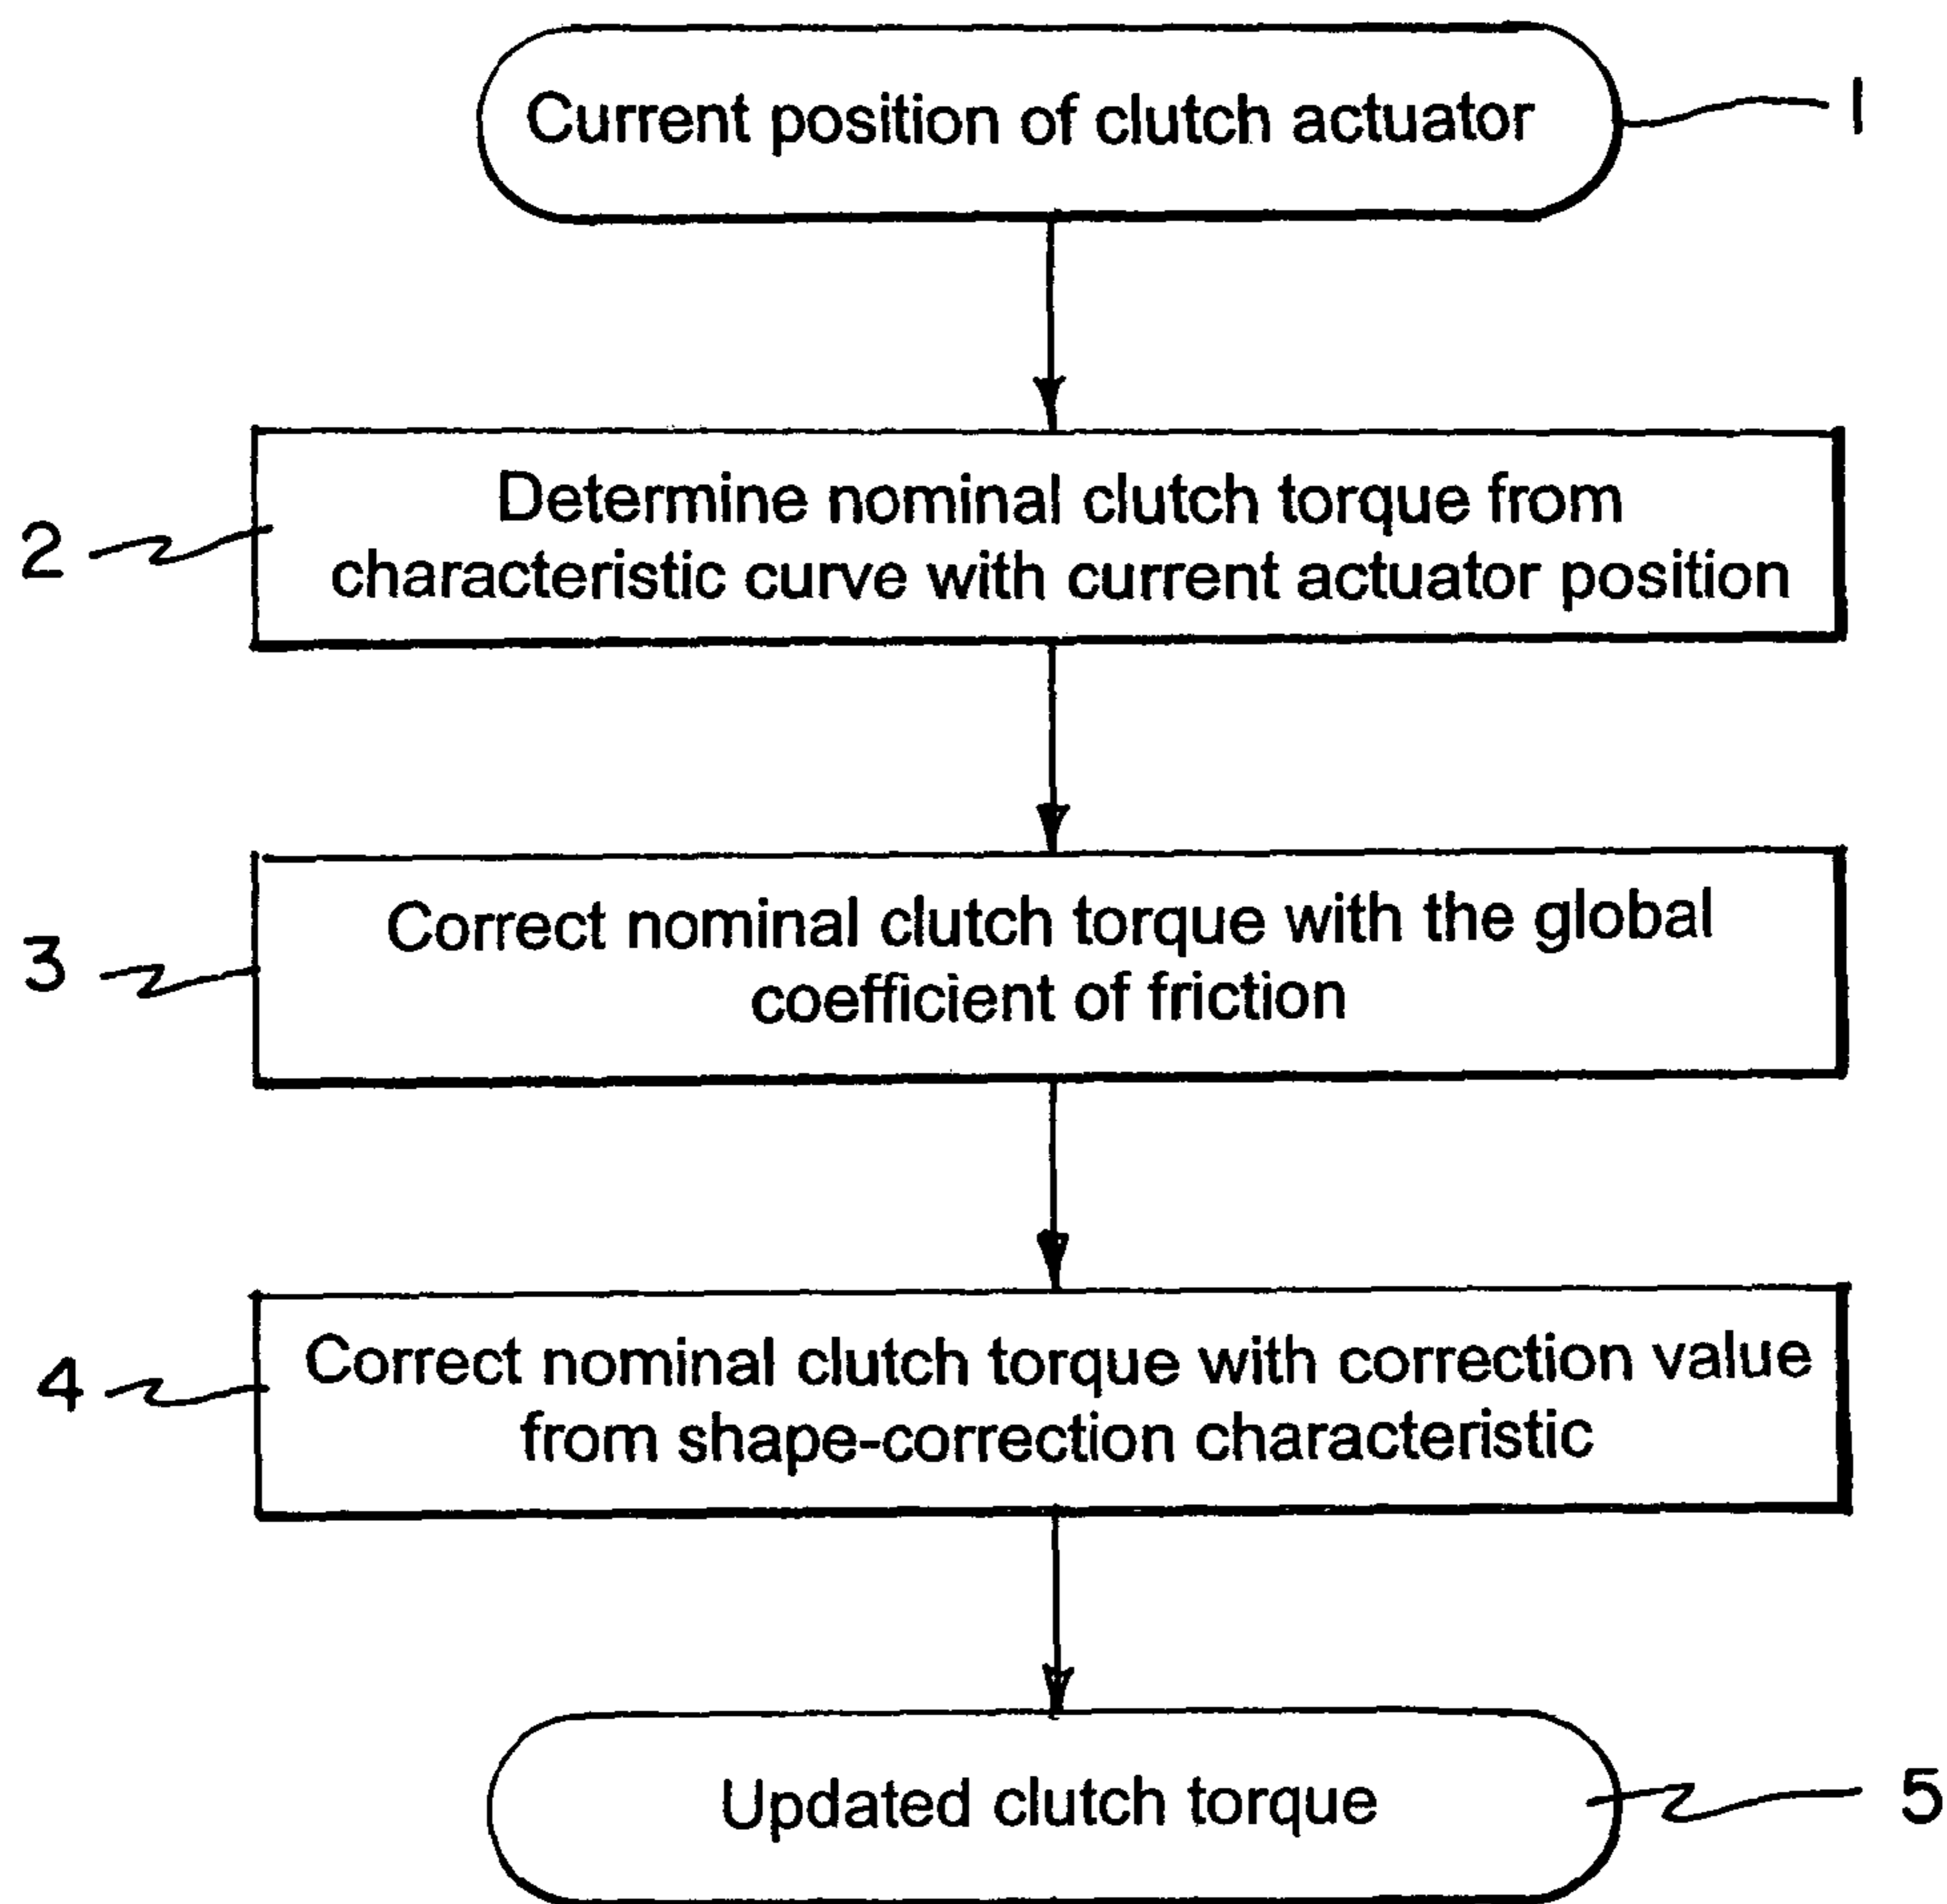 Current position of clutch actuator
1
Determine nominal clutch torque from
characteristic curve with current actuator position
2
Correct nominal clutch torque with the global
coefficient of friction
3
Correct nominal clutch torque with correction value
from shape-correction characteristic
4
Updated clutch torque
5